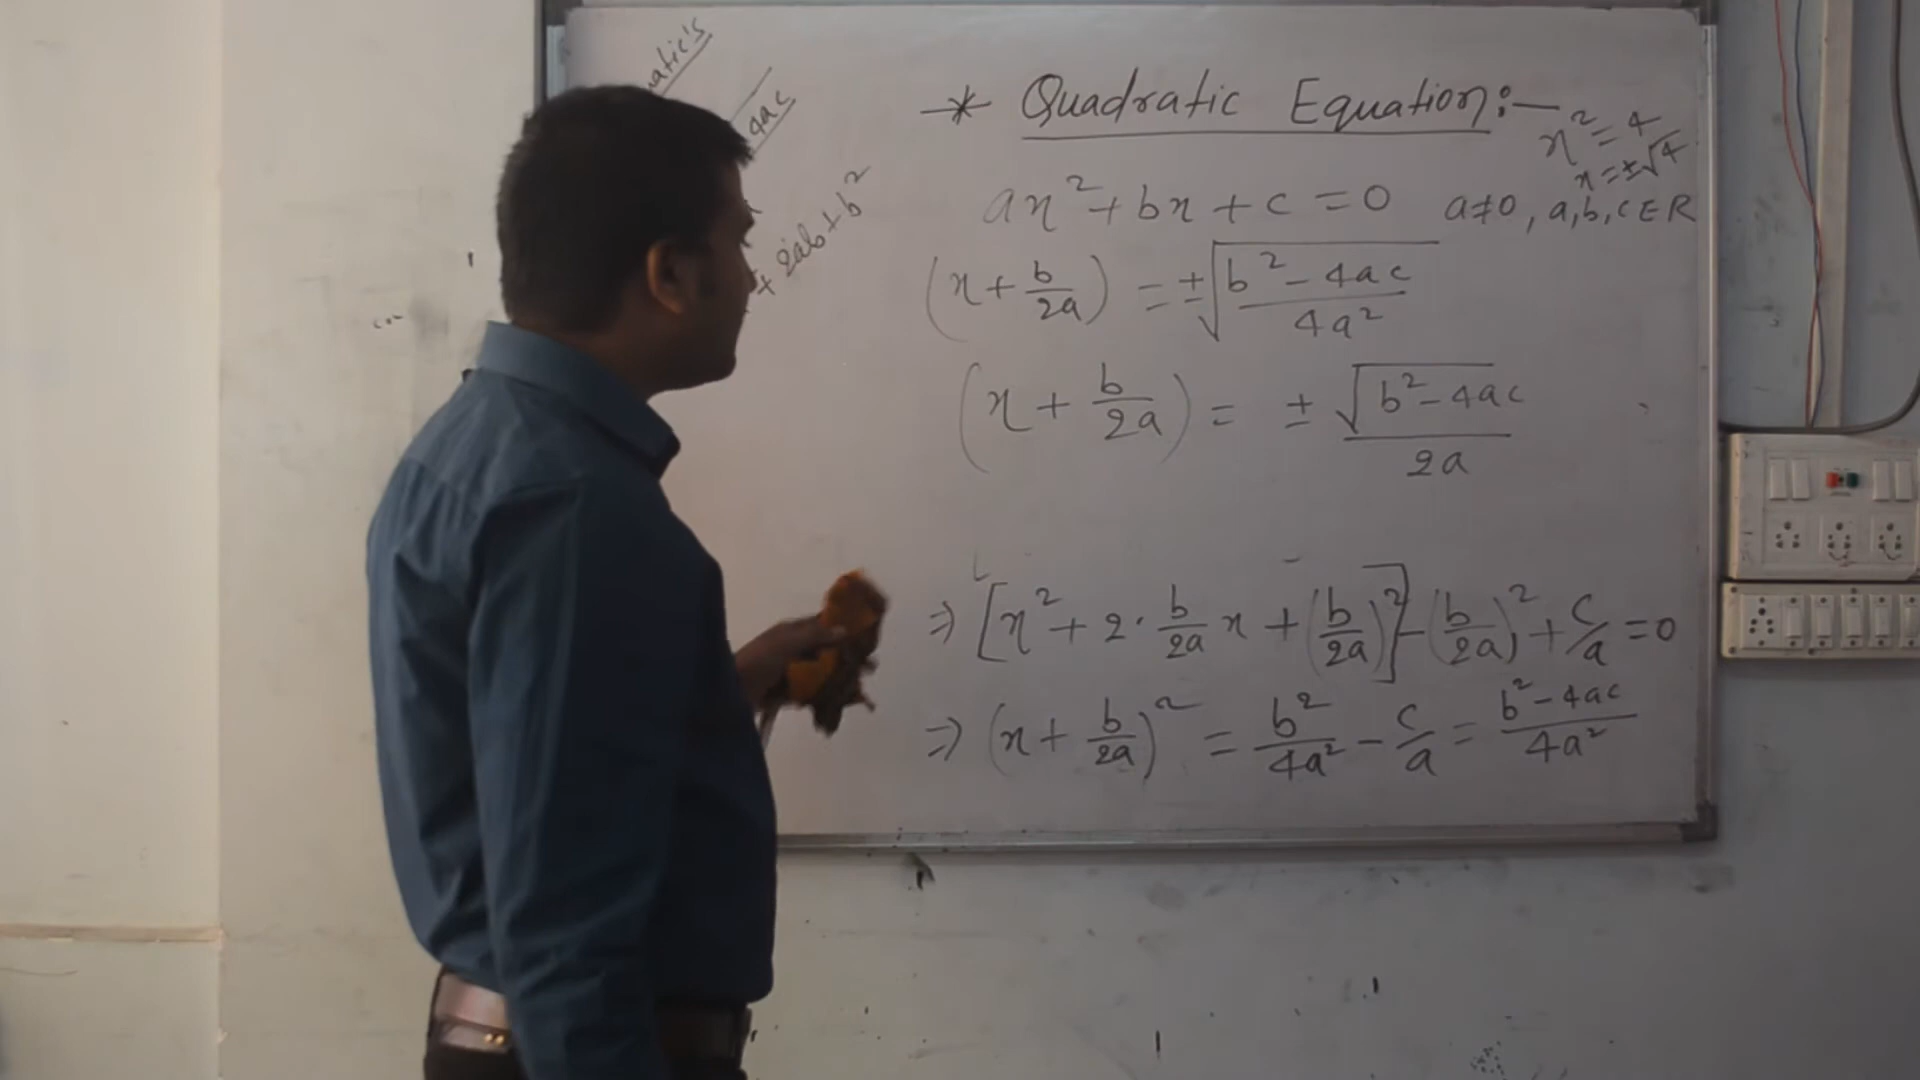 * Quadratic Equation:—
x² = 4
x = ±√4
ax² + bx + c = 0   a≠0, a,b,c ∈ R
(x + b/2a) = ±√((b² - 4ac)/4a²)
(x + b/2a) = ± √(b² - 4ac)/2a
⇒ [x² + 2· b/2a x + (b/2a)²] - (b/2a)² + c/a = 0
⇒ (x + b/2a)² = b²/4a² - c/a = (b² - 4ac)/4a²
4ac
+ 2ab + b²